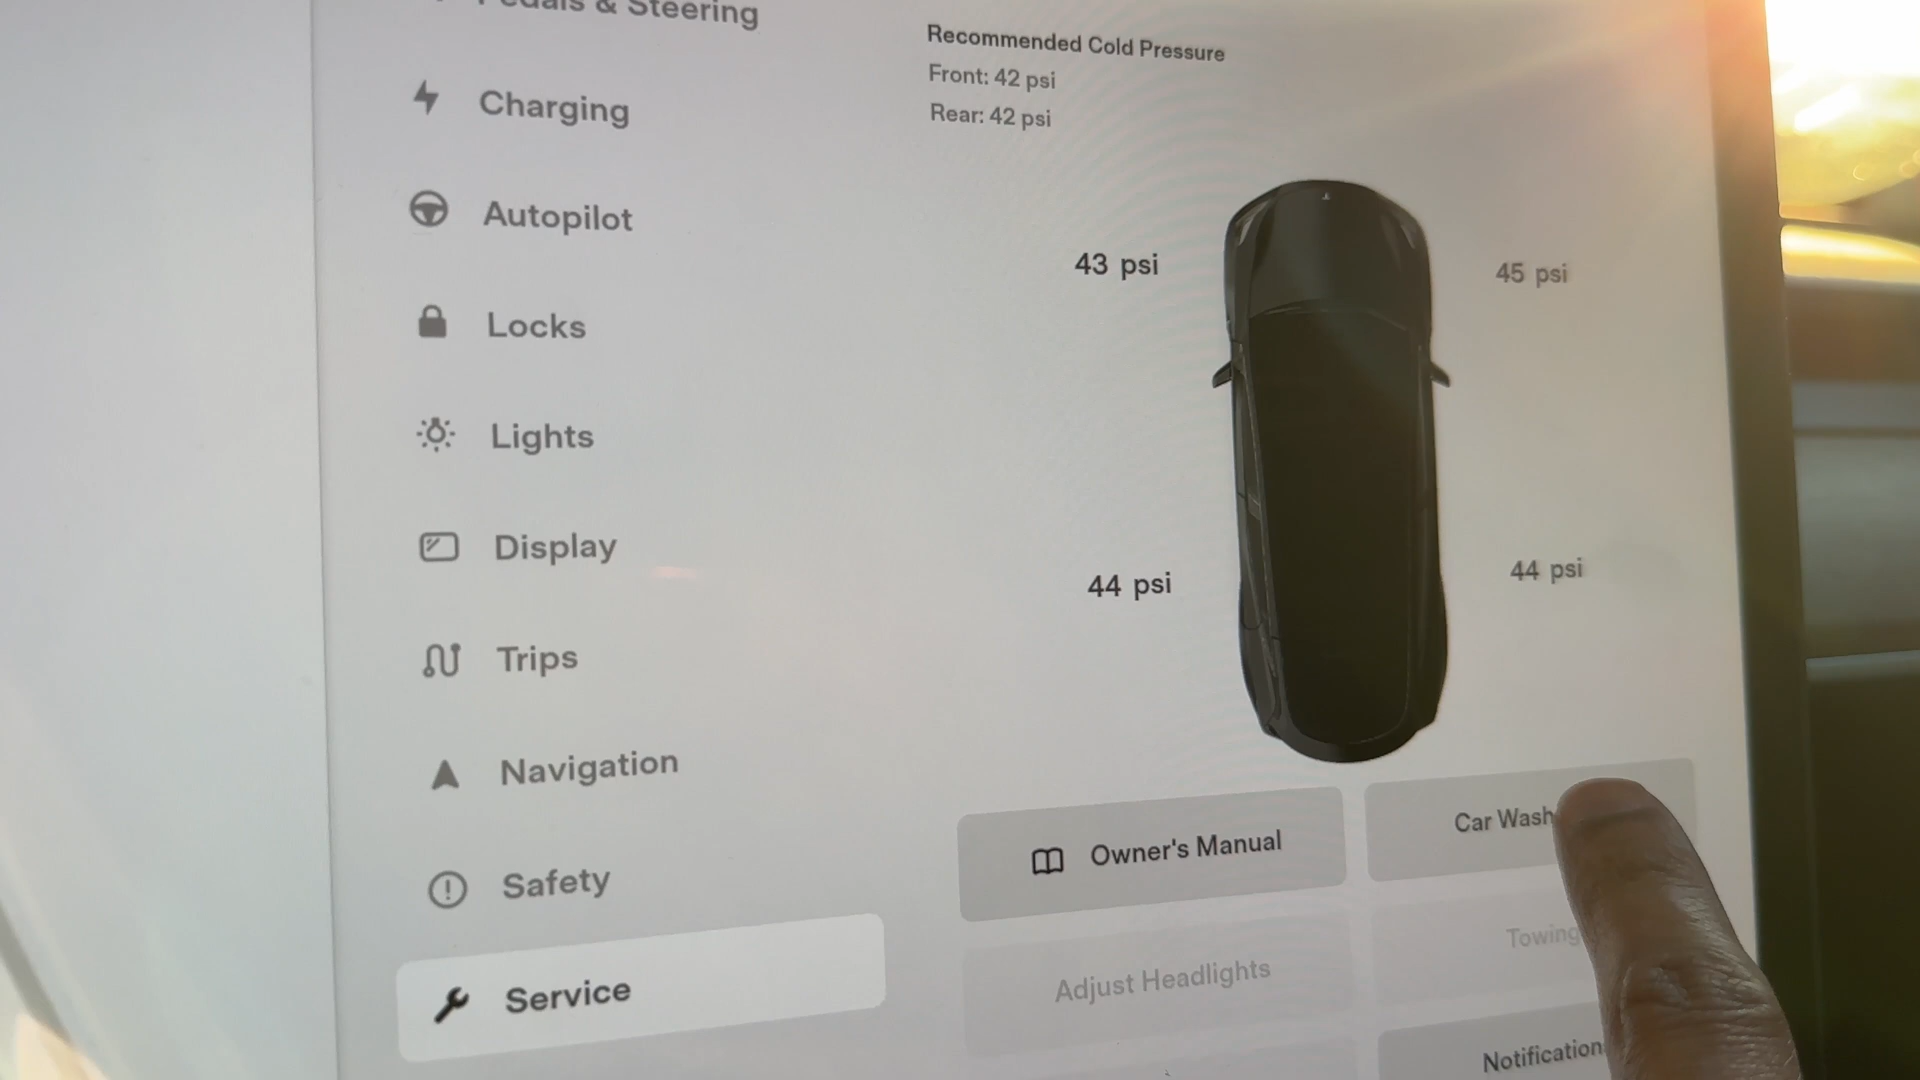 Pedals & Steering
Charging
Autopilot
Locks
Lights
Display
Trips
Navigation
Safety
Service
Recommended Cold Pressure
Front: 42 psi
Rear: 42 psi
43 psi
45 psi
44 psi
44 psi
Owner's Manual
Car Wash
Adjust Headlights
Towing
Notification